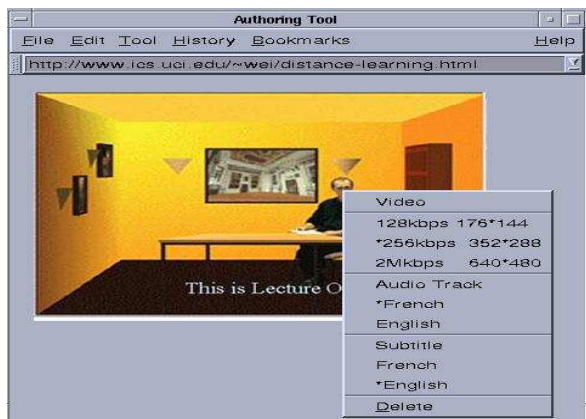 Authoring Tool
File Edit Tool History Bookmarks Help
http://www.ics.uci.edu/~wei/distance-learning.html
This is Lecture O
Video
128kbps 176*144
*256kbps 352*288
2Mkbps 640*480
Audio Track
*French
English
Subtitle
French
*English
Delete